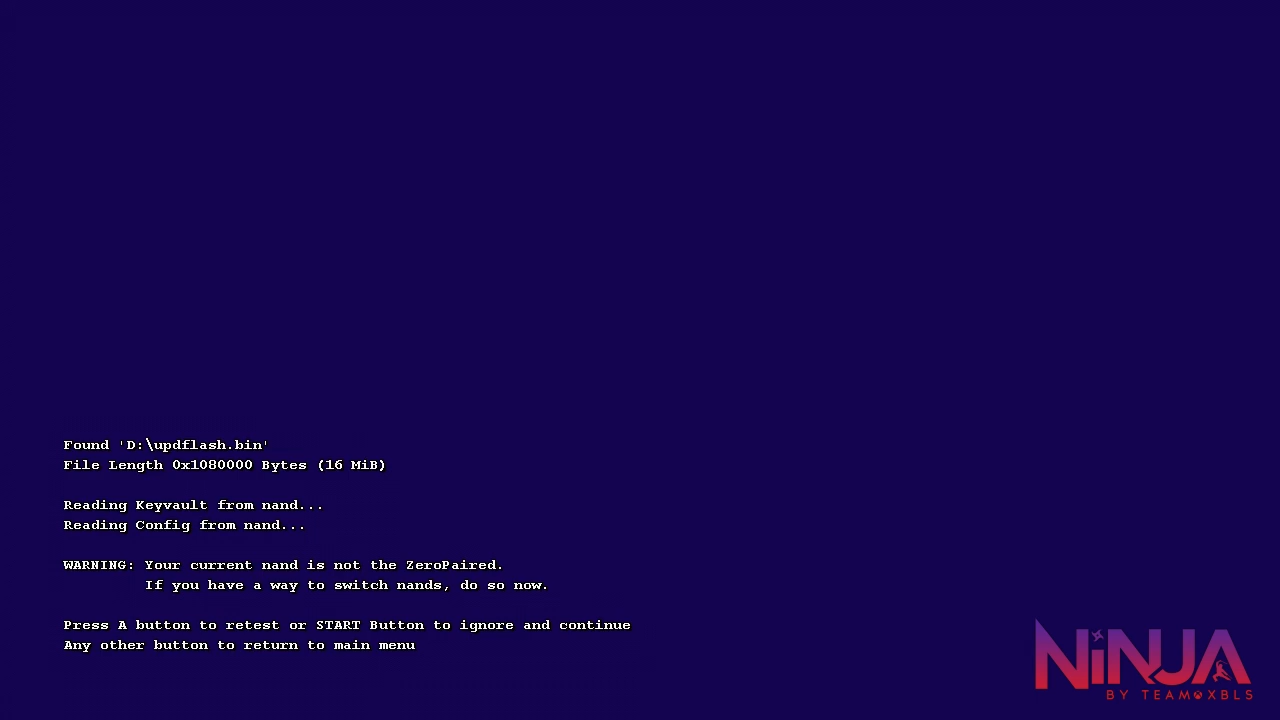 Found 'D:\updflash.bin'
File Length 0x1080000 Bytes (16 MiB)
Reading Keyvault from nand...
Reading Config from nand...
WARNING: Your current nand is not the ZeroPaired.
If you have a way to switch nands, do so now.
Press A button to retest or START Button to ignore and continue
Any other button to return to main menu
NiNJA
BY TEAMXBLS